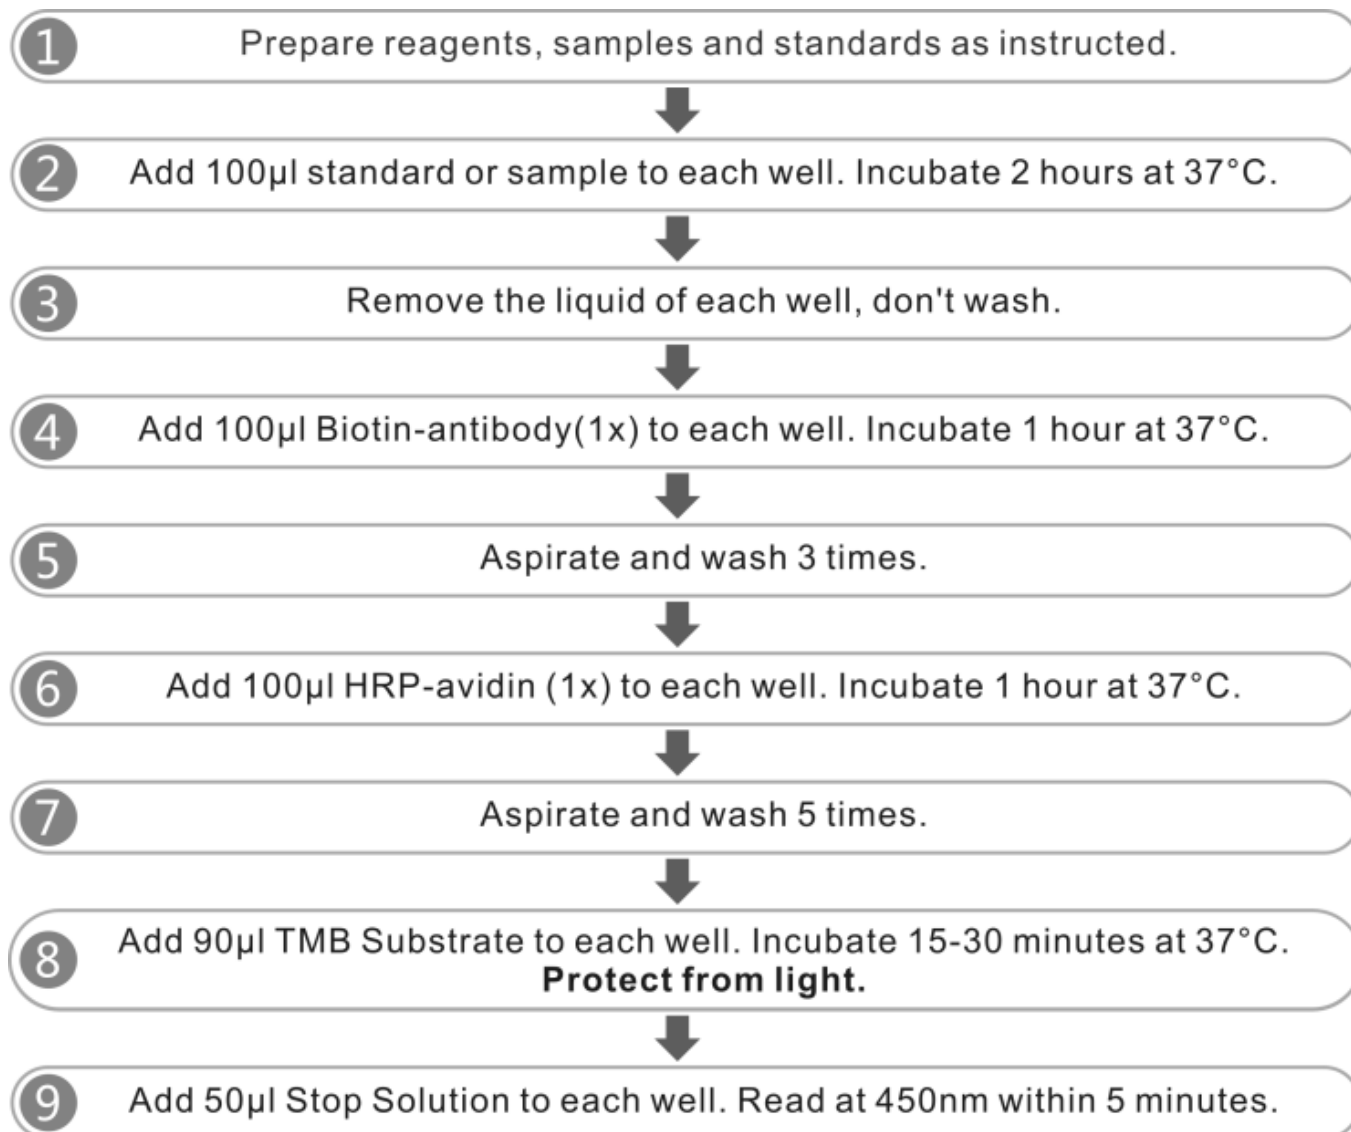 1 Prepare reagents, samples and standards as instructed.
2 Add 100µl standard or sample to each well. Incubate 2 hours at 37°C.
3 Remove the liquid of each well, don't wash.
4 Add 100µl Biotin-antibody(1x) to each well. Incubate 1 hour at 37°C.
5 Aspirate and wash 3 times.
6 Add 100µl HRP-avidin (1x) to each well. Incubate 1 hour at 37°C.
7 Aspirate and wash 5 times.
8 Add 90µl TMB Substrate to each well. Incubate 15-30 minutes at 37°C.
Protect from light.
9 Add 50µl Stop Solution to each well. Read at 450nm within 5 minutes.